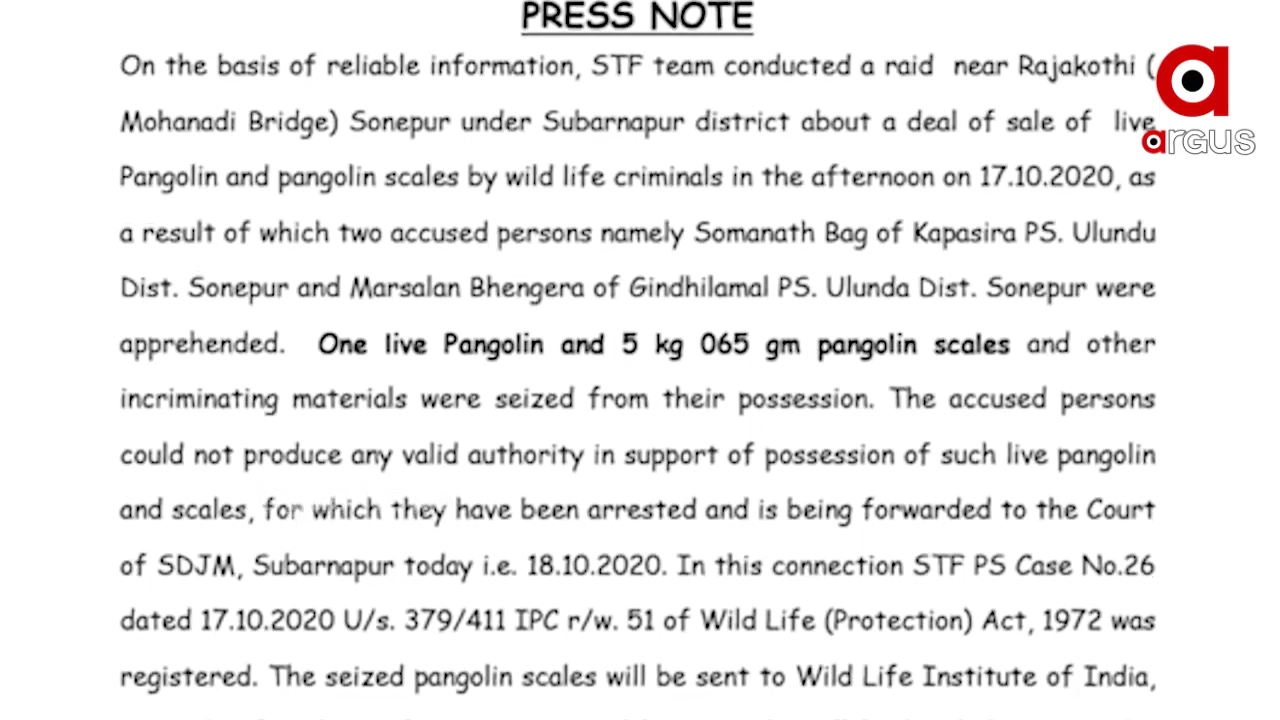 PRESS NOTE
On the basis of reliable information, STF team conducted a raid near Rajakothi (
Mohanadi Bridge) Sonepur under Subarnapur district about a deal of sale of live
Pangolin and pangolin scales by wild life criminals in the afternoon on 17.10.2020, as
a result of which two accused persons namely Somanath Bag of Kapasira PS. Ulundu
Dist. Sonepur and Marsalan Bhengera of Gindhilamal PS. Ulunda Dist. Sonepur were
apprehended. One live Pangolin and 5 kg 065 gm pangolin scales and other
incriminating materials were seized from their possession. The accused persons
could not produce any valid authority in support of possession of such live pangolin
and scales, for which they have been arrested and is being forwarded to the Court
of SDJM, Subarnapur today i.e. 18.10.2020. In this connection STF PS Case No.26
dated 17.10.2020 U/s. 379/411 IPC r/w. 51 of Wild Life (Protection) Act, 1972 was
registered. The seized pangolin scales will be sent to Wild Life Institute of India,
a
argus